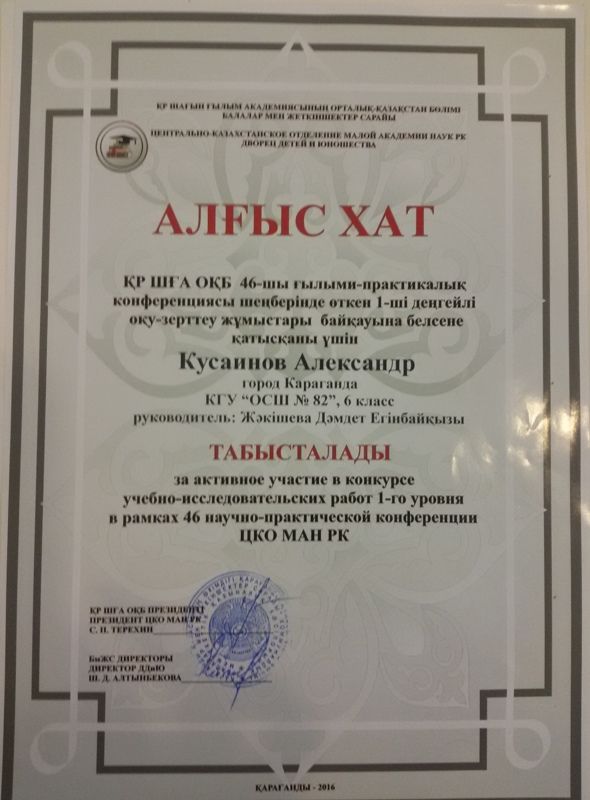 ҚР ШАҒЫН ҒЫЛЫМ АКАДЕМИЯСЫНЫҢ ОРТАЛЫҚ-ҚАЗАҚСТАН БӨЛІМІ
БАЛАЛАР МЕН ЖЕТКІНШЕКТЕР САРАЙЫ
ЦЕНТРАЛЬНО-КАЗАХСТАНСКОЕ ОТДЕЛЕНИЕ МАЛОЙ АКАДЕМИИ НАУК РК
ДВОРЕЦ ДЕТЕЙ И ЮНОШЕСТВА
АЛҒЫС ХАТ
ҚР ШҒА ОҚБ 46-шы ғылыми-практикалық
конференциясы шеңберінде өткен 1-ші деңгейлі
оқу-зерттеу жұмыстары байқауына белсене
қатысқаны үшін
Кусаинов Александр
город Караганда
КГУ “ОСШ № 82”, 6 класс
руководитель: Жәкішева Дәмдет Егінбайқызы
ТАБЫСТАЛАДЫ
за активное участие в конкурсе
учебно-исследовательских работ 1-го уровня
в рамках 46 научно-практической конференции
ЦКО МАН РК
ҚР ШҒА ОҚБ ПРЕЗИДЕНТІ
ПРЕЗИДЕНТ ЦКО МАН РК
С. Н. ТЕРЕХИН
БжЖС ДИРЕКТОРЫ
ДИРЕКТОР ДДиЮ
Ш. Д. АЛТЫНБЕКОВА
ҚАРАҒАНДЫ - 2016